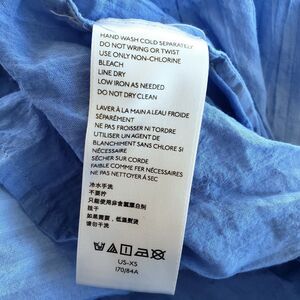 HAND WASH COLD SEPARATELY
DO NOT WRING OR TWIST
USE ONLY NON-CHLORINE
BLEACH
LINE DRY
LOW IRON AS NEEDED
DO NOT DRY CLEAN
LAVER À LA MAIN A LEAU FROIDE
SÉPARÉMENT
NE PAS FROISSER NI TORDRE
UTILISER UN AGENT DE
BLANCHIMENT SANS CHLORE SI
NÉCESSAIRE
SÉCHER SUR CORDE
FAIBLE COMME FER NÉCESSAIRES
NE PAS NETTOYER À SEC
冷水手洗
不要拧
只能使用非含氯漂白剂
挂干
如果需要，低温熨烫
请勿干洗
US-XS
170/84A